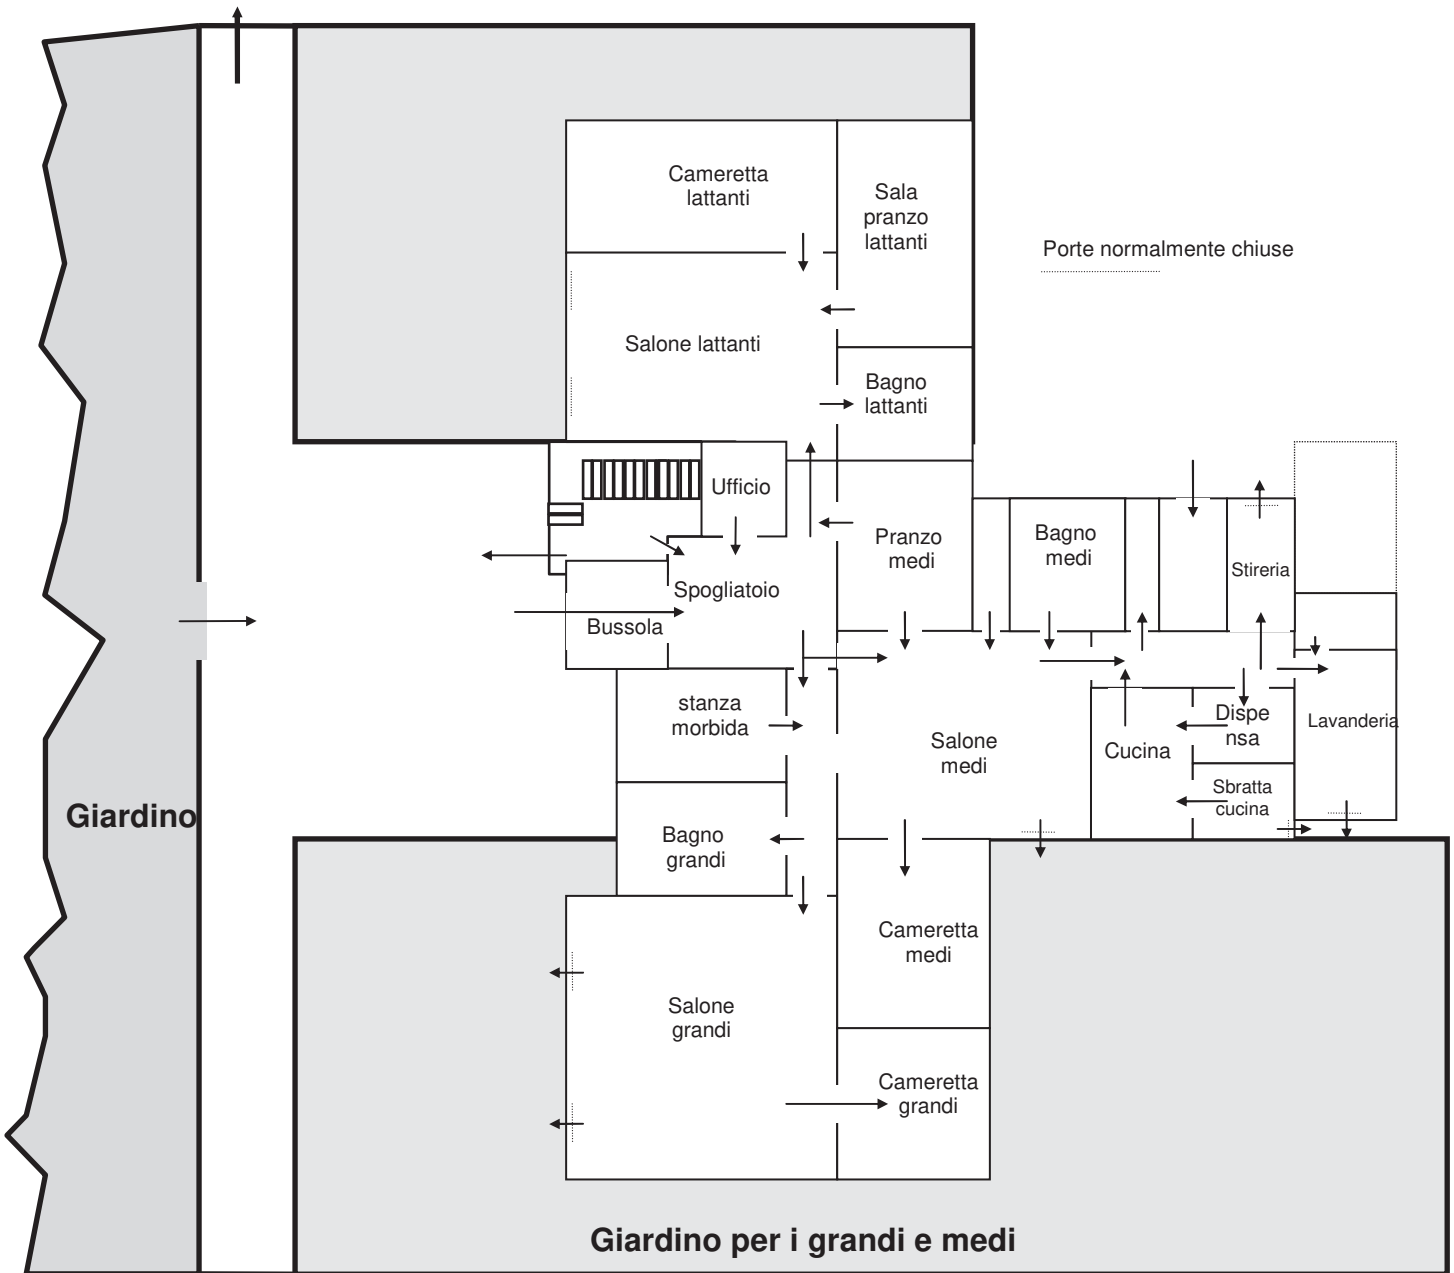 Cameretta
lattanti
Sala
pranzo
lattanti
Porte normalmente chiuse
Salone lattanti
Bagno
lattanti
Ufficio
Pranzo
medi
Bagno
medi
Stireria
Spogliatoio
Bussola
stanza
morbida
Salone
medi
Cucina
Dispe
nsa
Lavanderia
Sbratta
cucina
Giardino
Bagno
grandi
Cameretta
medi
Salone
grandi
Cameretta
grandi
Giardino per i grandi e medi